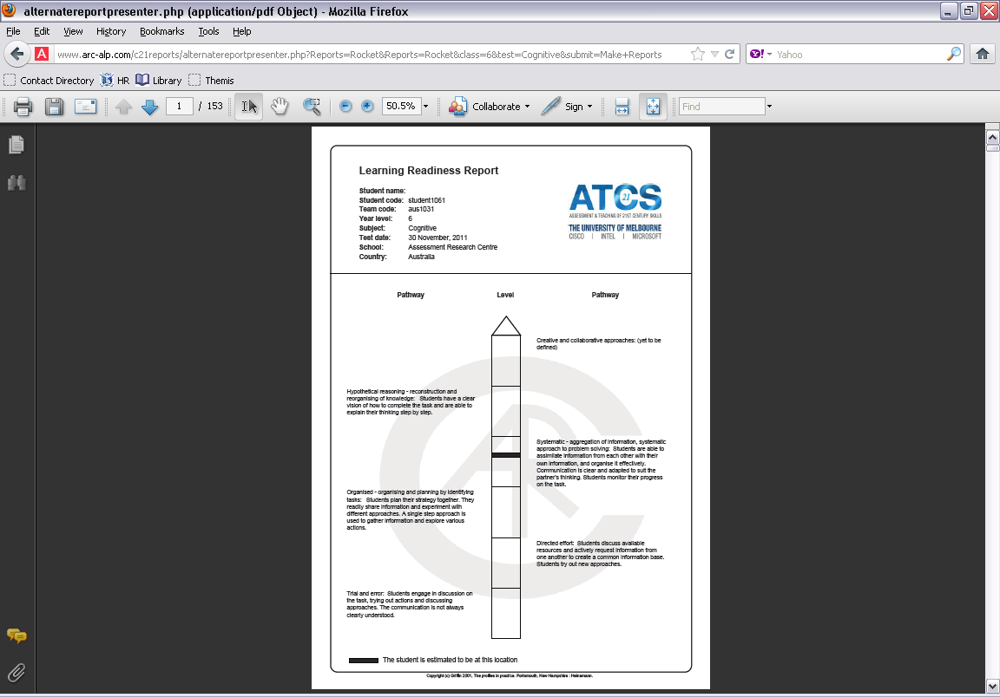 alternatereportpresenter.php (application/pdf Object) - Mozilla Firefox
File Edit View History Bookmarks Tools Help
A www.arc-alp.com/c21reports/alternatereportpresenter.php?Reports=Rocket&Reports=Rocket&class=6&test=Cognitive&submit=Make+Reports Y! Yahoo
Contact Directory HR Library Themis
1 / 153 50.5% Collaborate Sign Find
Learning Readiness Report
Student name:
Student code: student1061
Team code: aus1031
Year level: 6
Subject: Cognitive
Test date: 30 November, 2011
School: Assessment Research Centre
Country: Australia
ATCS
21
ASSESSMENT & TEACHING OF 21ST CENTURY SKILLS
THE UNIVERSITY OF MELBOURNE
CISCO | INTEL | MICROSOFT
Pathway Level Pathway
Creative and collaborative approaches: (yet to be
defined)
Hypothetical reasoning - reconstruction and
reorganising of knowledge: Students have a clear
vision of how to complete the task and are able to
explain their thinking step by step.
Systematic - aggregation of information, systematic
approach to problem solving: Students are able to
assimilate information from each other with their
own information, and organise it effectively.
Communication is clear and adapted to suit the
partner's thinking. Students monitor their progress
on the task.
Organised - organising and planning by identifying
tasks: Students plan their strategy together. They
readily share information and experiment with
different approaches. A single step approach is
used to gather information and explore various
actions.
Directed effort: Students discuss available
resources and actively request information from
one another to create a common information base.
Students try out new approaches.
Trial and error: Students engage in discussion on
the task, trying out actions and discussing
approaches. The communication is not always
clearly understood.
ARC
The student is estimated to be at this location
Copyright (c) Griffin 2001, The profiles in practice. Portsmouth, New Hampshire : Heinemann.